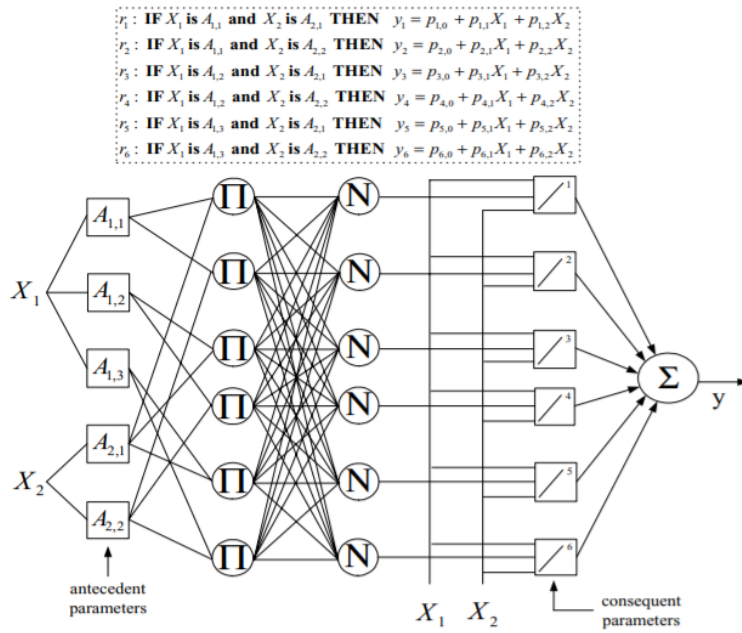 r₁ : IF X₁ is A₁,₁ and X₂ is A₂,₁ THEN y₁ = p₁,₀ + p₁,₁X₁ + p₁,₂X₂
r₂ : IF X₁ is A₁,₁ and X₂ is A₂,₂ THEN y₂ = p₂,₀ + p₂,₁X₁ + p₂,₂X₂
r₃ : IF X₁ is A₁,₂ and X₂ is A₂,₁ THEN y₃ = p₃,₀ + p₃,₁X₁ + p₃,₂X₂
r₄ : IF X₁ is A₁,₂ and X₂ is A₂,₂ THEN y₄ = p₄,₀ + p₄,₁X₁ + p₄,₂X₂
r₅ : IF X₁ is A₁,₃ and X₂ is A₂,₁ THEN y₅ = p₅,₀ + p₅,₁X₁ + p₅,₂X₂
r₆ : IF X₁ is A₁,₃ and X₂ is A₂,₂ THEN y₆ = p₆,₀ + p₆,₁X₁ + p₆,₂X₂
A₁,₁ Π N 1
Π N 2
X₁ A₁,₂
A₁,₃ Π N 3
Σ
Π N 4
y
A₂,₁
X₂ Π N 5
A₂,₂
Π N 6
antecedent
parameters
X₁ X₂
consequent
parameters